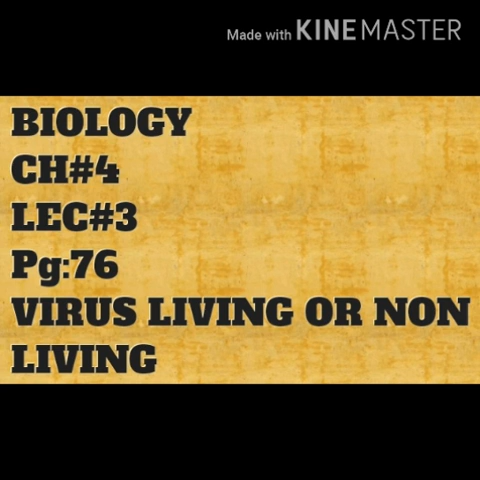 Made with KINEMASTER
BIOLOGY
CH#4
LEC#3
Pg:76
VIRUS LIVING OR NON
LIVING